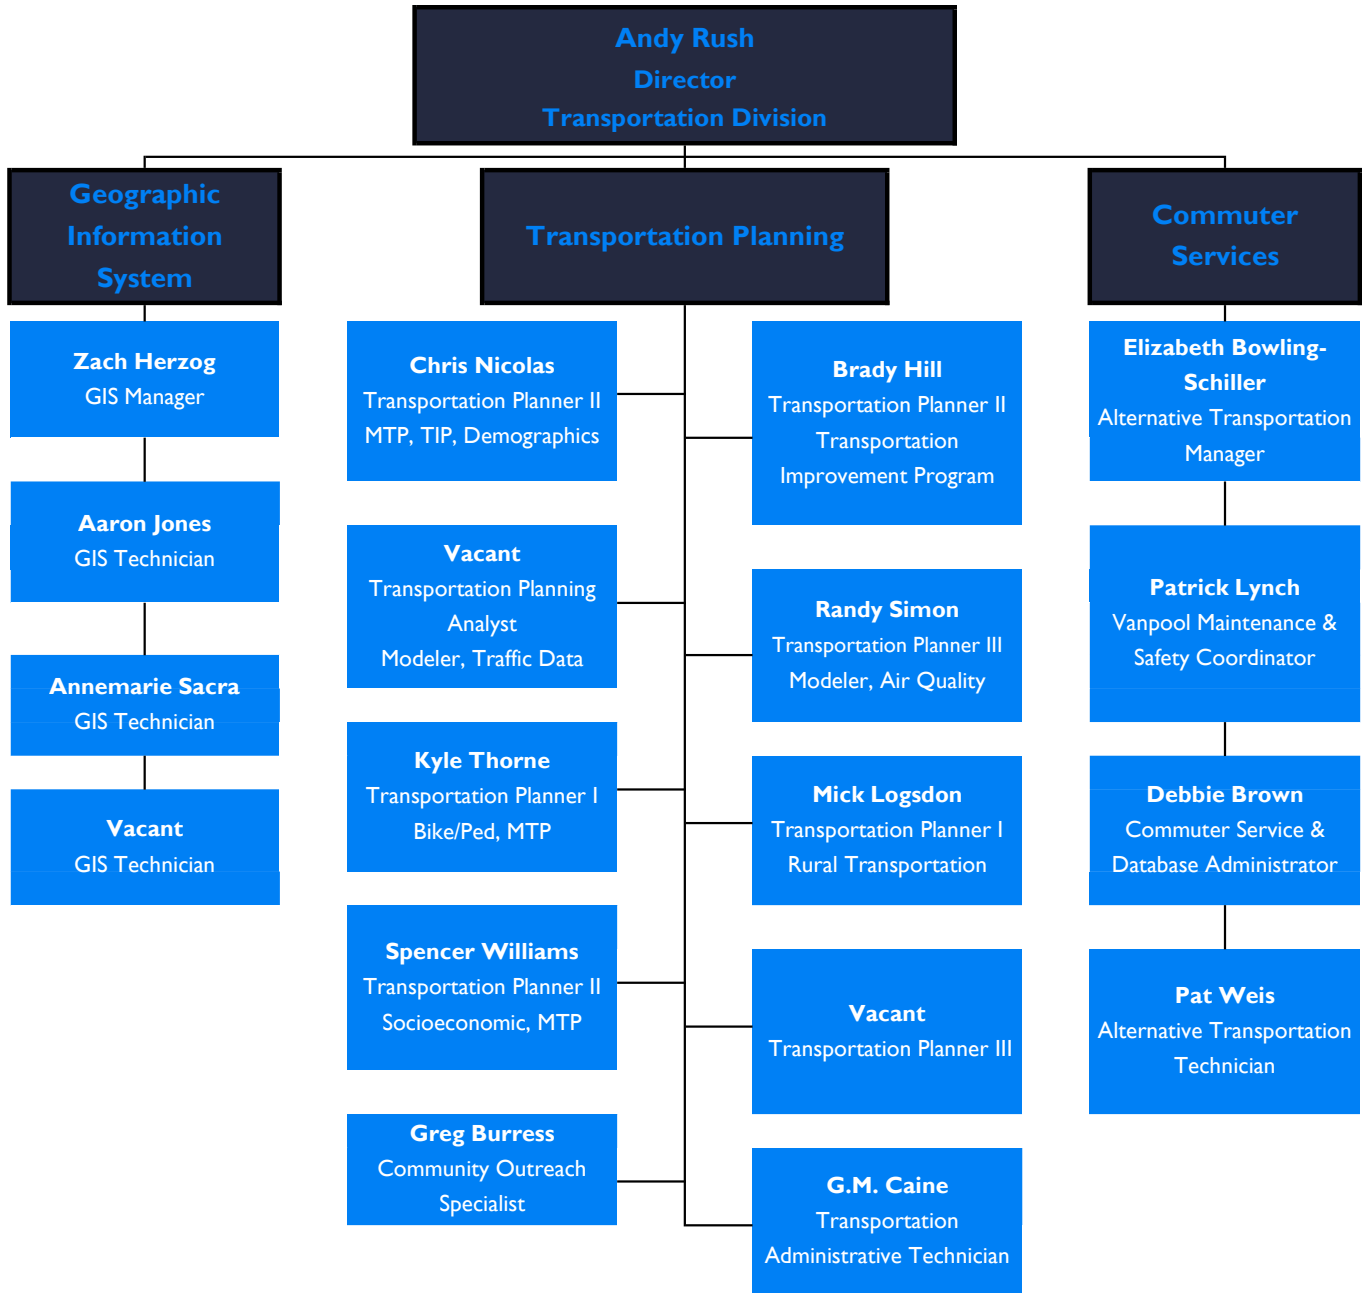 Andy Rush
Director
Transportation Division
Geographic
Information
System
Transportation Planning
Commuter
Services
Zach Herzog
GIS Manager
Aaron Jones
GIS Technician
Annemarie Sacra
GIS Technician
Vacant
GIS Technician
Chris Nicolas
Transportation Planner II
MTP, TIP, Demographics
Vacant
Transportation Planning
Analyst
Modeler, Traffic Data
Kyle Thorne
Transportation Planner I
Bike/Ped, MTP
Spencer Williams
Transportation Planner II
Socioeconomic, MTP
Greg Burress
Community Outreach
Specialist
Brady Hill
Transportation Planner II
Transportation
Improvement Program
Randy Simon
Transportation Planner III
Modeler, Air Quality
Mick Logsdon
Transportation Planner I
Rural Transportation
Vacant
Transportation Planner III
G.M. Caine
Transportation
Administrative Technician
Elizabeth Bowling-
Schiller
Alternative Transportation
Manager
Patrick Lynch
Vanpool Maintenance &
Safety Coordinator
Debbie Brown
Commuter Service &
Database Administrator
Pat Weis
Alternative Transportation
Technician